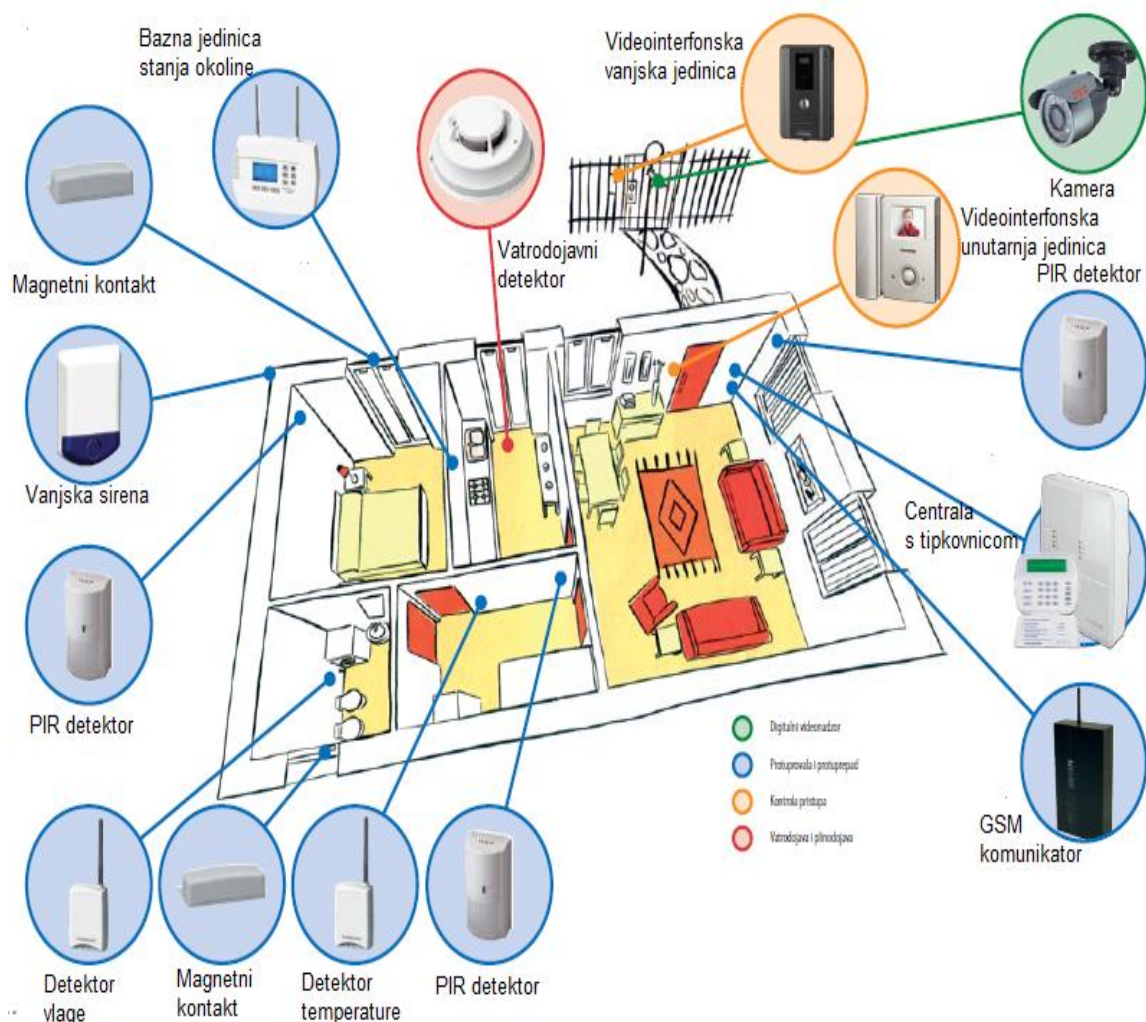 Bazna jedinica
stanja okoline
Videointerfonska
vanjska jedinica
Kamera
Magnetni kontakt
Vatrodojavni
detektor
Videointerfonska
unutarnja jedinica
PIR detektor
Vanjska sirena
Centrala
s tipkovnicom
PIR detektor
Digitalni videonadzor
Protuprovala i protuprepad
Kontrola pristupa
Vatrodojava i plinodojava
GSM
komunikator
Detektor
vlage
Magnetni
kontakt
Detektor
temperature
PIR detektor